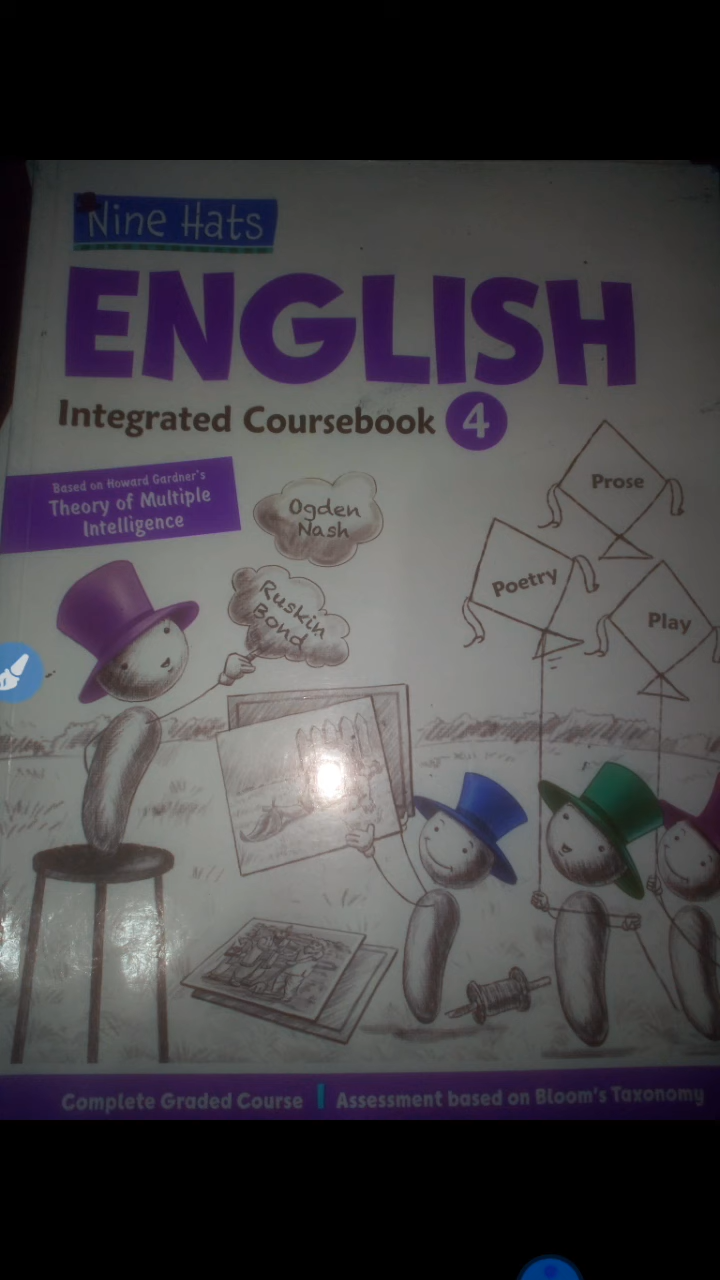 Nine Hats
ENGLISH
Integrated Coursebook 4
Based on Howard Gardner's
Theory of Multiple
Intelligence
Ogden
Nash
Ruskin
Bond
Prose
Poetry
Play
Complete Graded Course | Assessment based on Bloom's Taxonomy